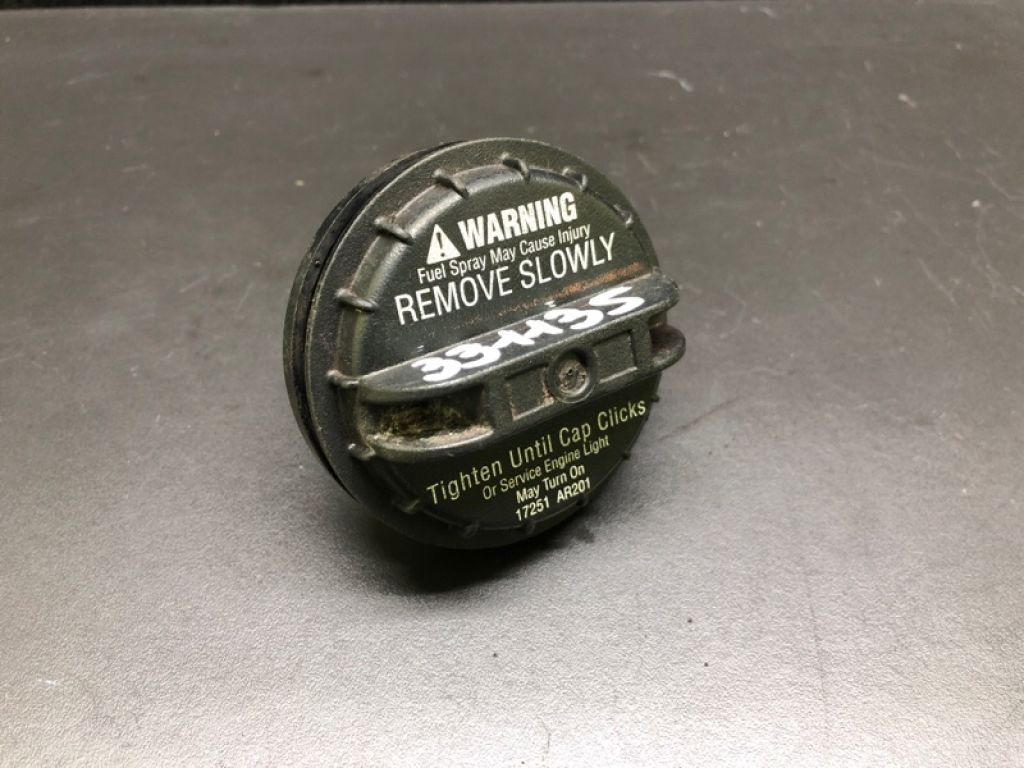 WARNING
Fuel Spray May Cause Injury
REMOVE SLOWLY
33443S
Tighten Until Cap Clicks
Or Service Engine Light
May Turn On
17251 AR201